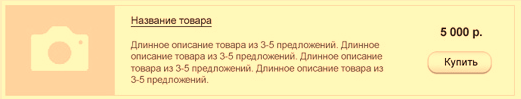 Название товара
5 000 р.
Длинное описание товара из 3-5 предложений. Длинное
описание товара из 3-5 предложений. Длинное описание
товара из 3-5 предложений. Длинное описание товара из
3-5 предложений.
Купить